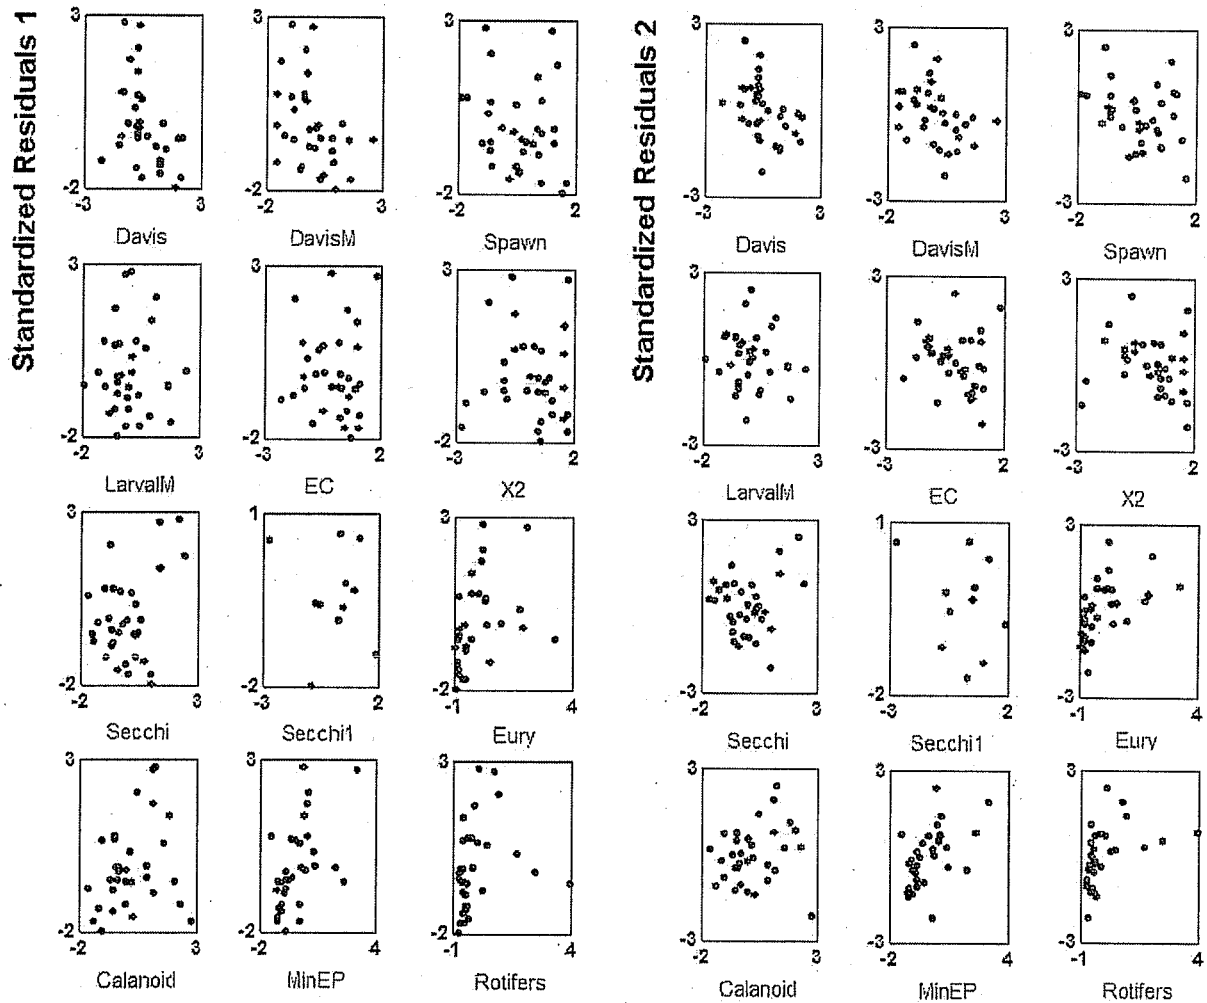 Standardized Residuals 1
3 3 3
-2 -2 -2
-3 3 -2 3 -2 2
Davis DavisM Spawn
3 3 3
-2 -2 -2
-2 3 -3 2 -2 2
LarvalM EC X2
3 1 3
-2 -2 -2
-2 3 -3 2 -1 4
Secchi Secchi1 Eury
3 3 3
-2 -2 -2
-2 3 -2 4 -1 4
Calanoid MinEP Rotifers
Standardized Residuals 2
3 3 3
-3 -3 -3
-3 3 -2 3 -2 2
Davis DavisM Spawn
3 3 3
-3 -3 -3
-2 3 -3 2 -2 2
LarvalM EC X2
3 1 3
-3 -2 -3
-2 3 -3 2 -1 4
Secchi Secchi1 Eury
3 3 3
-3 -3 -3
-2 3 -2 4 -1 4
Calanoid MinEP Rotifers